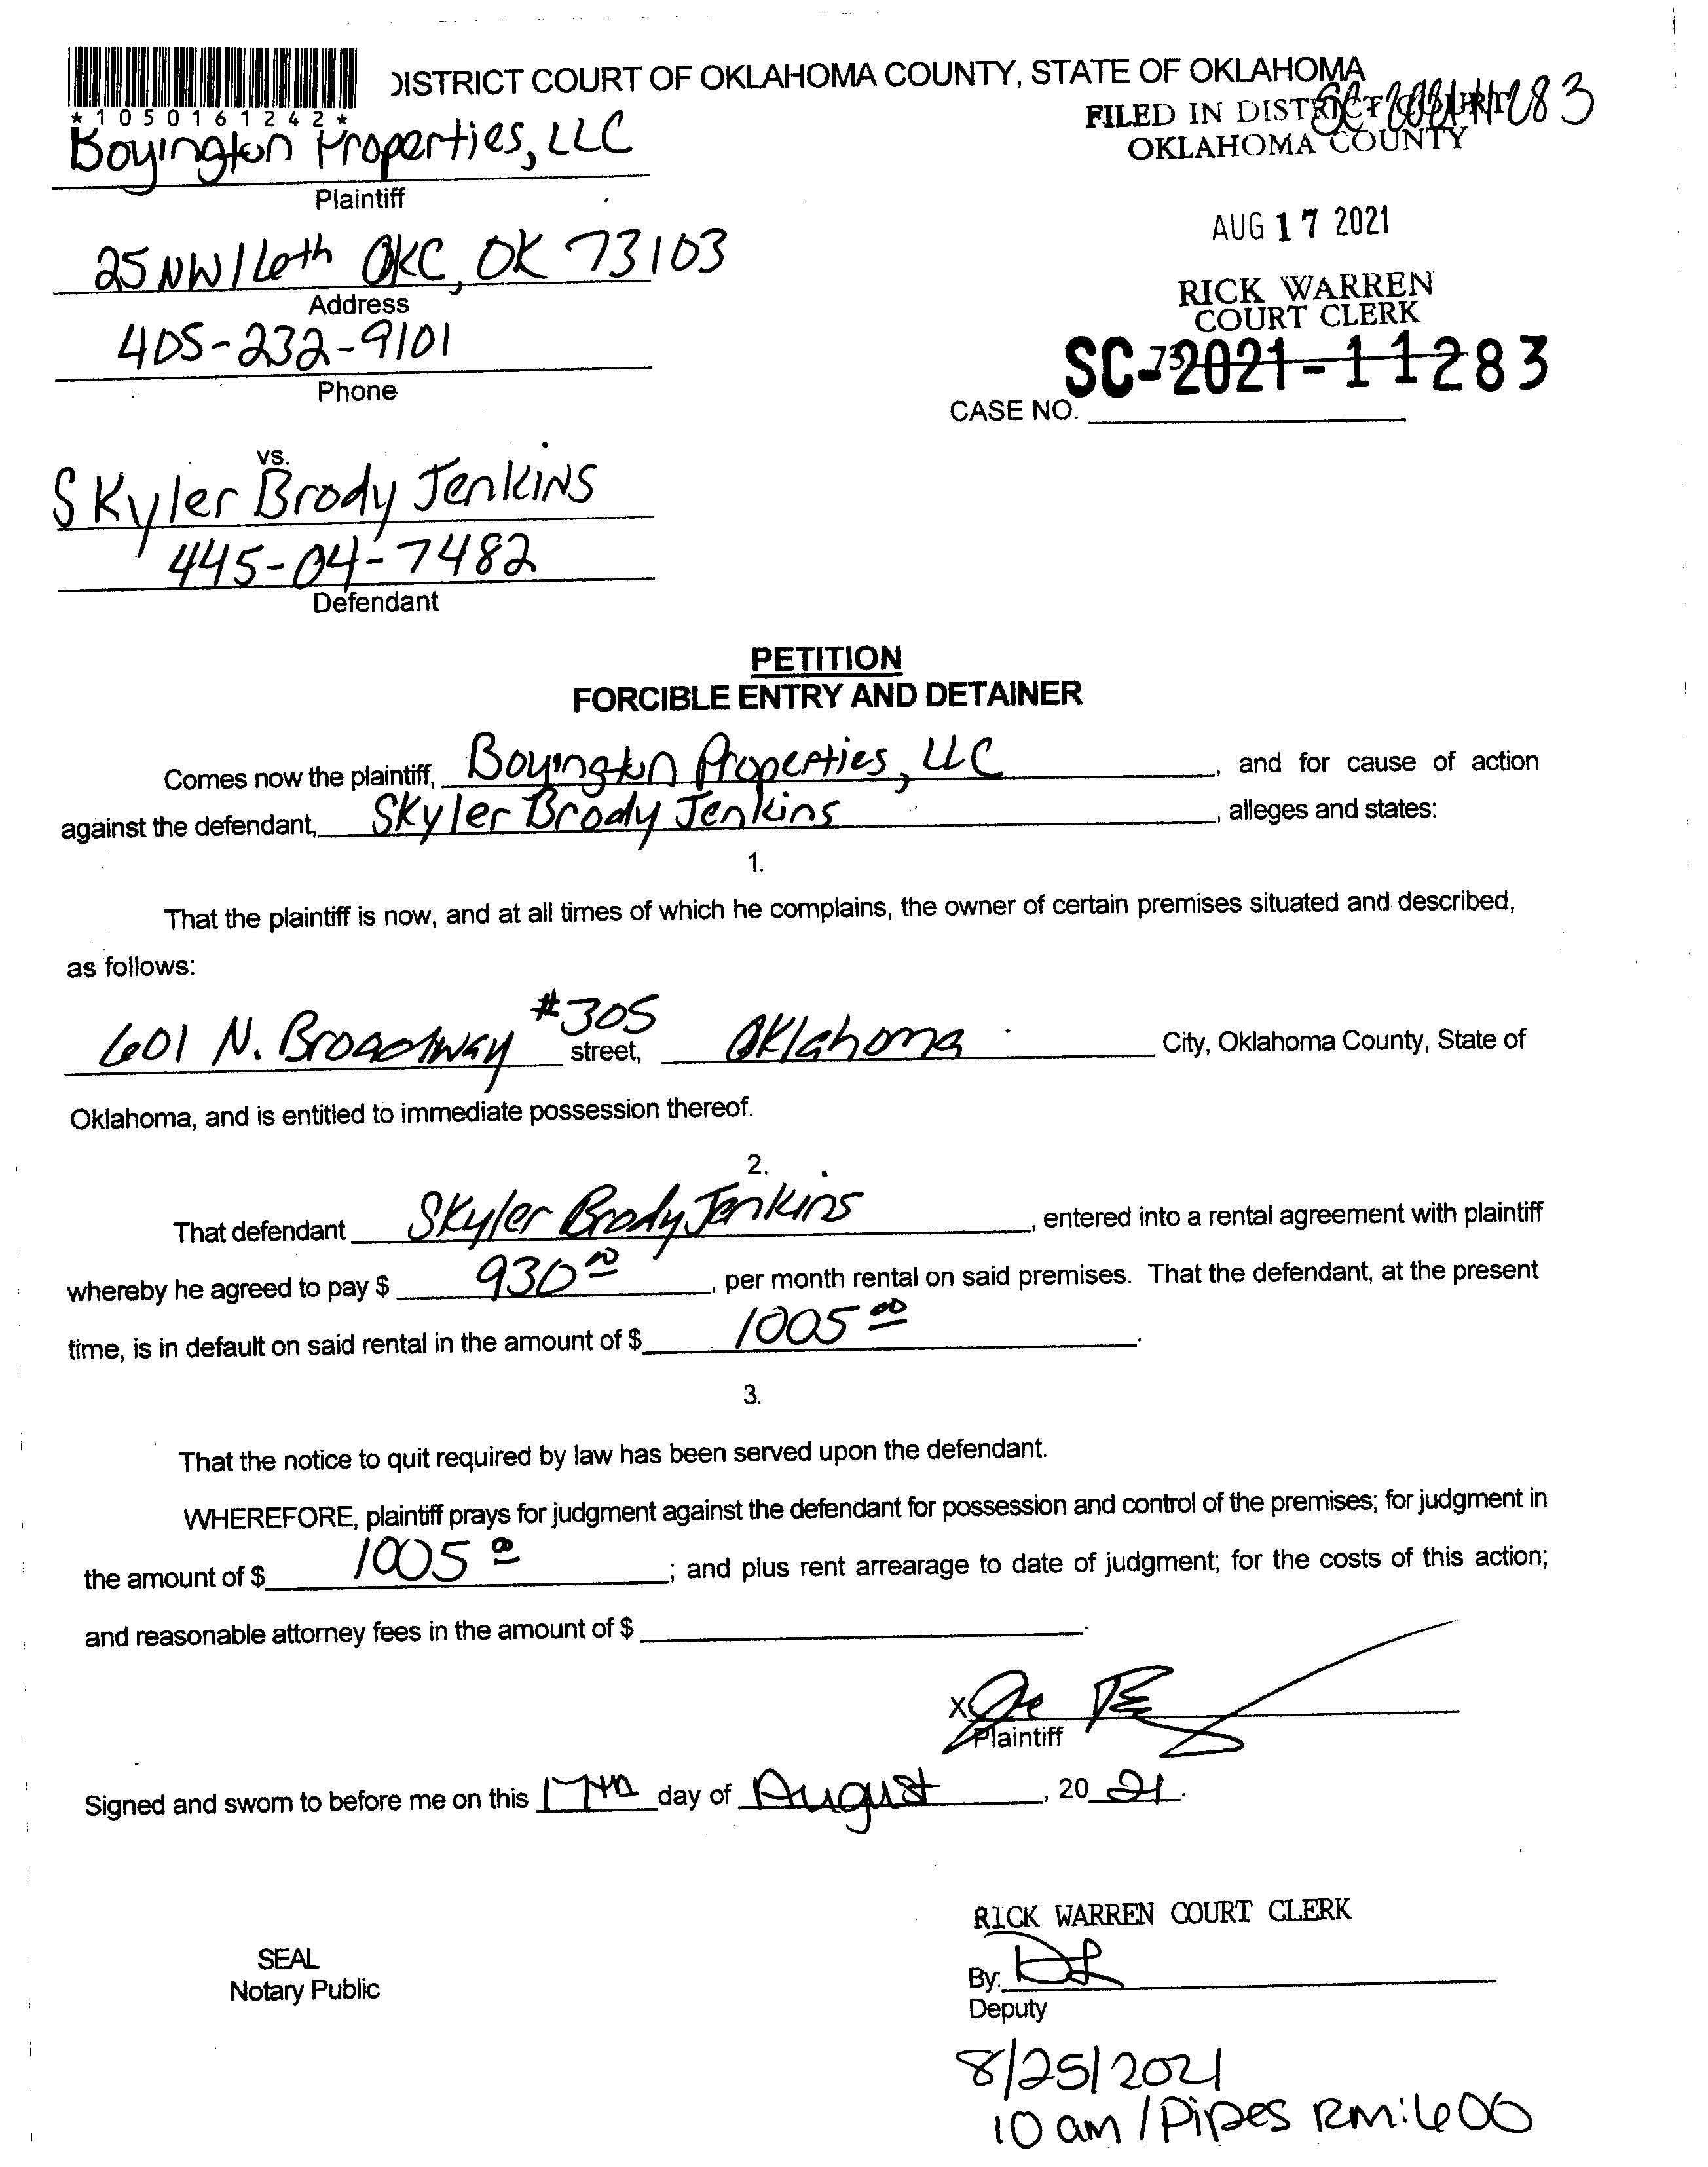 DISTRICT COURT OF OKLAHOMA COUNTY, STATE OF OKLAHOMA
*1050161242*
FILED IN DISTRICT COURT
OKLAHOMA COUNTY
Boyington Properties, LLC
Plaintiff
AUG 17 2021
25 NW 16th OKC, OK 73103
Address
RICK WARREN
COURT CLERK
405-232-9101
Phone
SC-2021-11283
CASE NO.
vs.
Skyler Brody Jenkins
445-04-7482
Defendant
PETITION
FORCIBLE ENTRY AND DETAINER
Comes now the plaintiff, Boyington Properties, LLC, and for cause of action
against the defendant, Skyler Brody Jenkins, alleges and states:
1.
That the plaintiff is now, and at all times of which he complains, the owner of certain premises situated and described,
as follows:
601 N. Broadway #305 street, Oklahoma City, Oklahoma County, State of
Oklahoma, and is entitled to immediate possession thereof.
2.
That defendant Skyler Brody Jenkins, entered into a rental agreement with plaintiff
whereby he agreed to pay $ 930 00, per month rental on said premises. That the defendant, at the present
time, is in default on said rental in the amount of $ 1005 00.
3.
That the notice to quit required by law has been served upon the defendant.
WHEREFORE, plaintiff prays for judgment against the defendant for possession and control of the premises; for judgment in
the amount of $ 1005 00; and plus rent arrearage to date of judgment; for the costs of this action;
and reasonable attorney fees in the amount of $ .
X
Plaintiff
Signed and sworn to before me on this 17th day of August, 20 21.
RICK WARREN COURT CLERK
SEAL
Notary Public
By:
Deputy
8/25/2021
10 am / Pipes Rm: 600